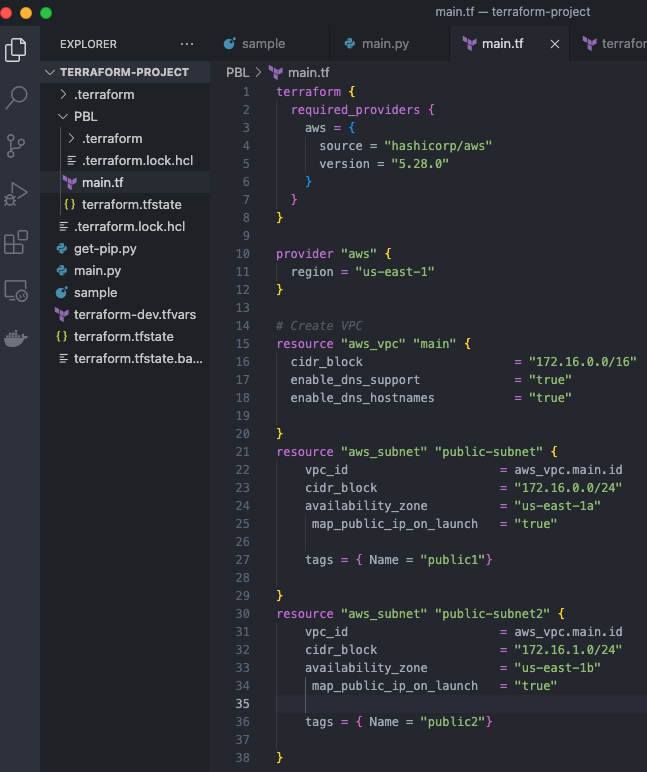 main.tf — terraform-project
EXPLORER ...
sample
main.py
main.tf
terrafor
TERRAFORM-PROJECT
.terraform
PBL
.terraform
.terraform.lock.hcl
main.tf
{} terraform.tfstate
.terraform.lock.hcl
get-pip.py
main.py
sample
terraform-dev.tfvars
{} terraform.tfstate
terraform.tfstate.ba...
PBL > main.tf
1 terraform {
2 required_providers {
3 aws = {
4 source = "hashicorp/aws"
5 version = "5.28.0"
6 }
7 }
8 }
9
10 provider "aws" {
11 region = "us-east-1"
12 }
13
14 # Create VPC
15 resource "aws_vpc" "main" {
16 cidr_block = "172.16.0.0/16"
17 enable_dns_support = "true"
18 enable_dns_hostnames = "true"
19
20 }
21 resource "aws_subnet" "public-subnet" {
22 vpc_id = aws_vpc.main.id
23 cidr_block = "172.16.0.0/24"
24 availability_zone = "us-east-1a"
25 map_public_ip_on_launch = "true"
26
27 tags = { Name = "public1"}
28
29 }
30 resource "aws_subnet" "public-subnet2" {
31 vpc_id = aws_vpc.main.id
32 cidr_block = "172.16.1.0/24"
33 availability_zone = "us-east-1b"
34 map_public_ip_on_launch = "true"
35
36 tags = { Name = "public2"}
37
38 }